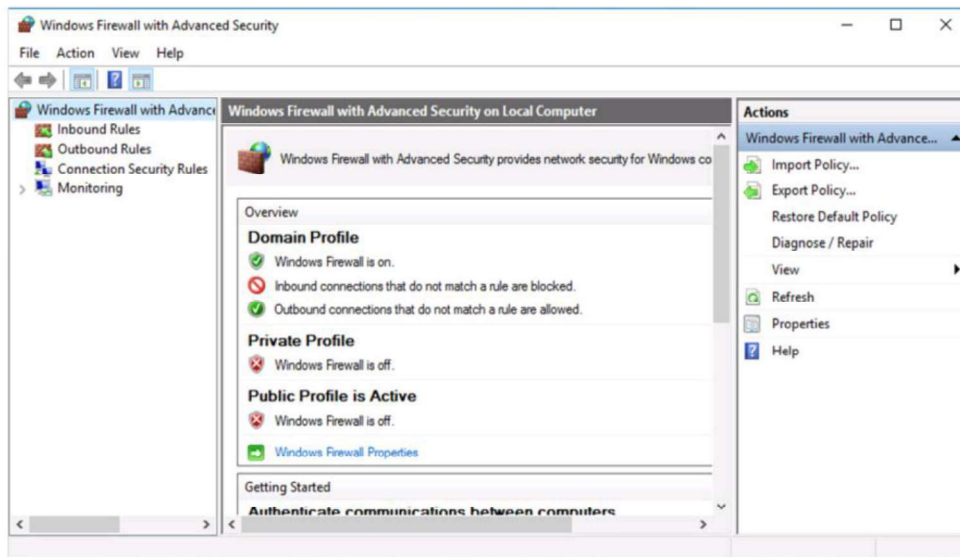 Windows Firewall with Advanced Security
File Action View Help
Windows Firewall with Advance
Inbound Rules
Outbound Rules
Connection Security Rules
Monitoring
Windows Firewall with Advanced Security on Local Computer
Windows Firewall with Advanced Security provides network security for Windows co
Overview
Domain Profile
Windows Firewall is on.
Inbound connections that do not match a rule are blocked.
Outbound connections that do not match a rule are allowed.
Private Profile
Windows Firewall is off.
Public Profile is Active
Windows Firewall is off.
Windows Firewall Properties
Getting Started
Authenticate communications between computers
Actions
Windows Firewall with Advance...
Import Policy...
Export Policy...
Restore Default Policy
Diagnose / Repair
View
Refresh
Properties
Help